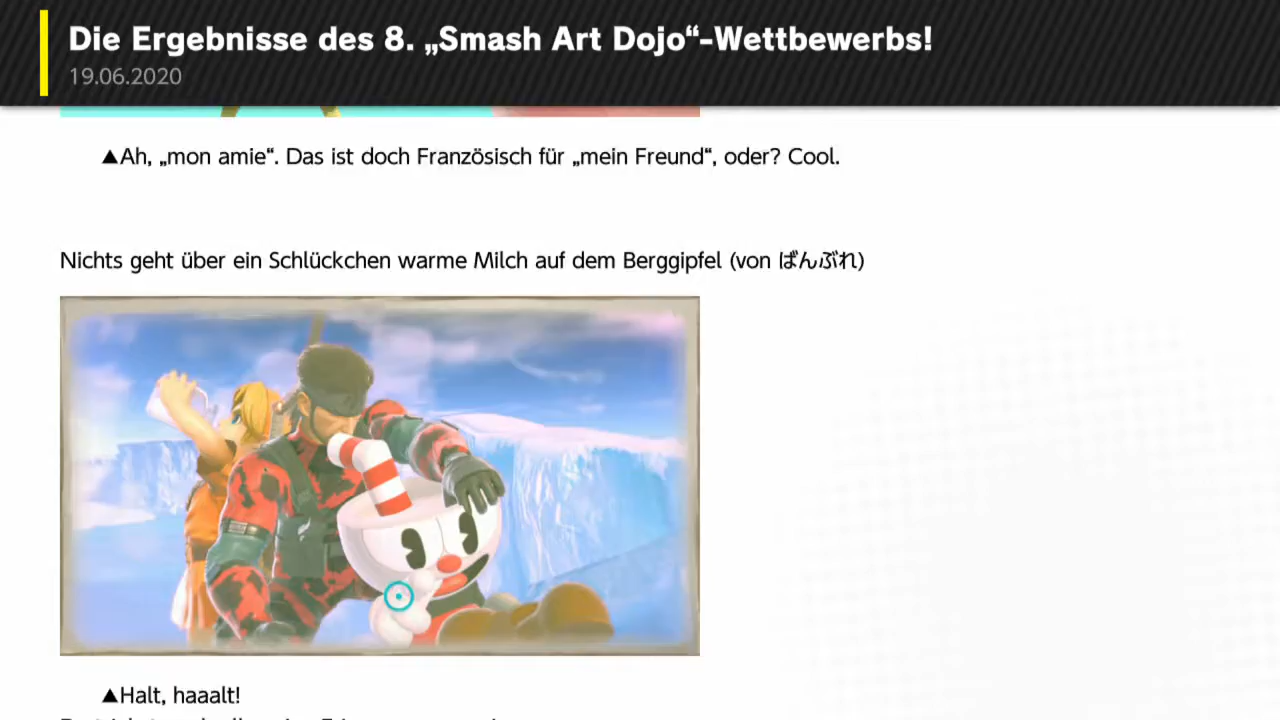 Die Ergebnisse des 8. „Smash Art Dojo“-Wettbewerbs!
19.06.2020
▲Ah, „mon amie“. Das ist doch Französisch für „mein Freund“, oder? Cool.
Nichts geht über ein Schlückchen warme Milch auf dem Berggipfel (von ばんぶれ)
▲Halt, haaalt!